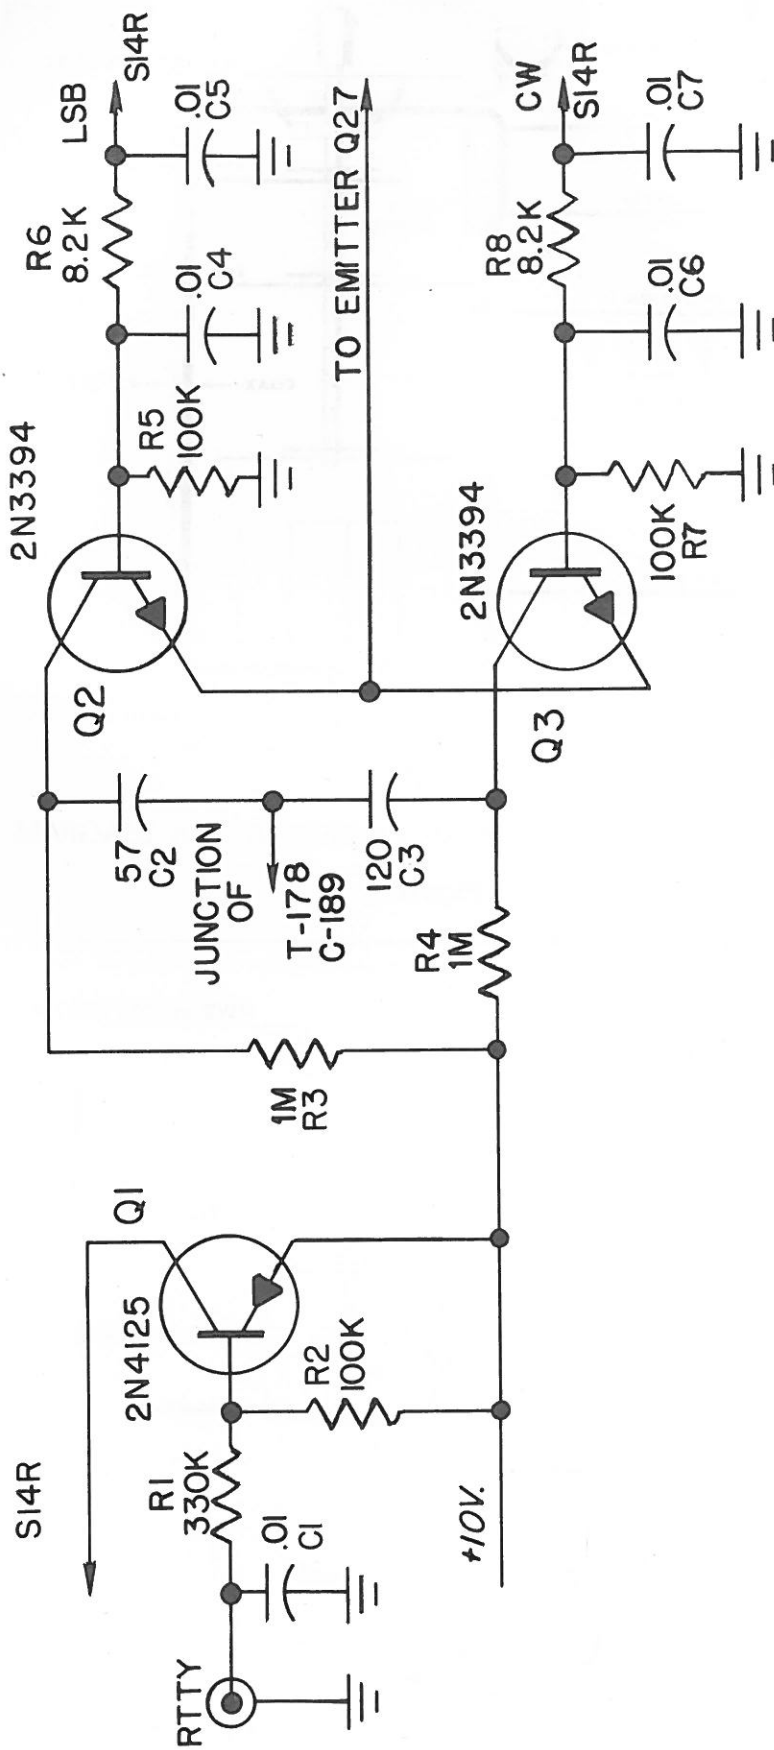 S14R
RTTY
R1
330K
.01
C1
2N4125
Q1
R2
100K
+10V.
1M
R3
57
C2
JUNCTION
OF
T-178
C-189
120
C3
R4
1M
Q2
2N3394
R5
100K
.01
C4
R6
8.2K
LSB
S14R
.01
C5
TO EMITTER Q27
Q3
2N3394
100K
R7
.01
C6
R8
8.2K
CW
S14R
.01
C7